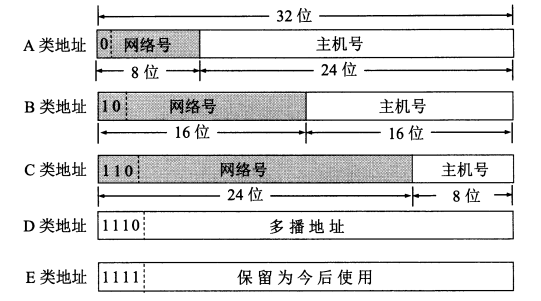 32 位
A 类地址 0 网络号 主机号
8 位 24 位
B 类地址 10 网络号 主机号
16 位 16 位
C 类地址 110 网络号 主机号
24 位 8 位
D 类地址 1110 多播地址
E 类地址 1111 保留为今后使用